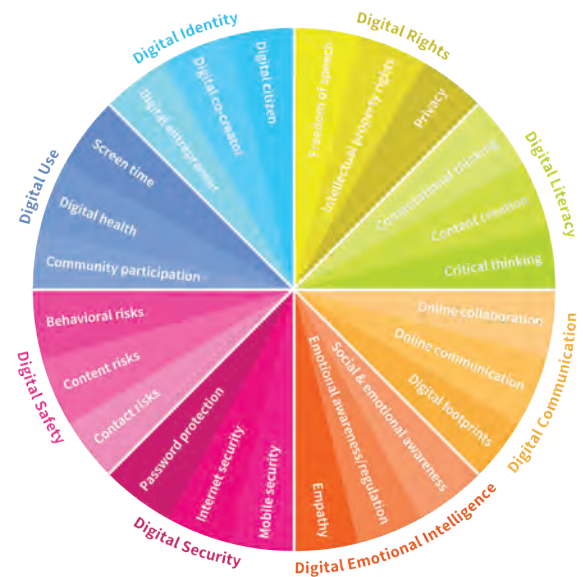 Digital Identity
Digital citizen
Digital co-creator
Digital entrepreneur
Digital Rights
Freedom of speech
Intellectual property rights
Privacy
Digital Literacy
Computational thinking
Content creation
Critical thinking
Digital Communication
Online collaboration
Online communication
Digital footprints
Digital Emotional Intelligence
Social & emotional awareness
Emotional awareness/regulation
Empathy
Digital Security
Mobile security
Internet security
Password protection
Digital Safety
Contact risks
Content risks
Behavioral risks
Digital Use
Community participation
Digital health
Screen time